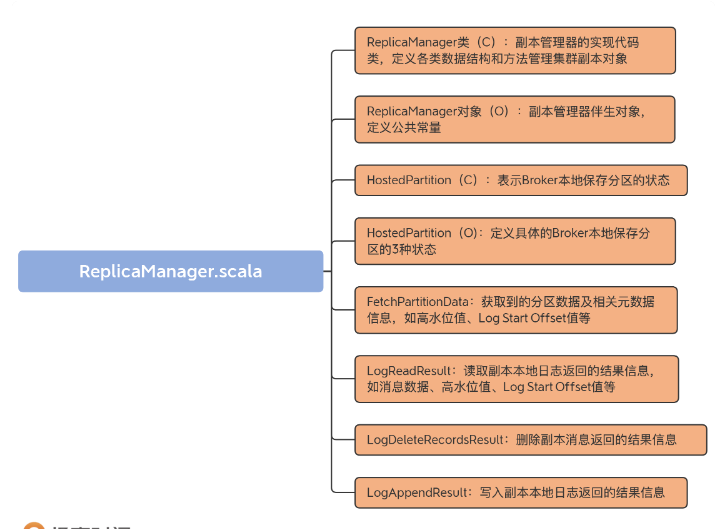 ReplicaManager类（C）：副本管理器的实现代码
类，定义各类数据结构和方法管理集群副本对象
ReplicaManager对象（O）：副本管理器伴生对象，
定义公共常量
HostedPartition（C）：表示Broker本地保存分区的状态
HostedPartition（O）：定义具体的Broker本地保存分
区的3种状态
ReplicaManager.scala
FetchPartitionData：获取到的分区数据及相关元数据
信息，如高水位值、Log Start Offset值等
LogReadResult：读取副本本地日志返回的结果信息，
如消息数据、高水位值、Log Start Offset值等
LogDeleteRecordsResult：删除副本消息返回的结果信息
LogAppendResult：写入副本本地日志返回的结果信息